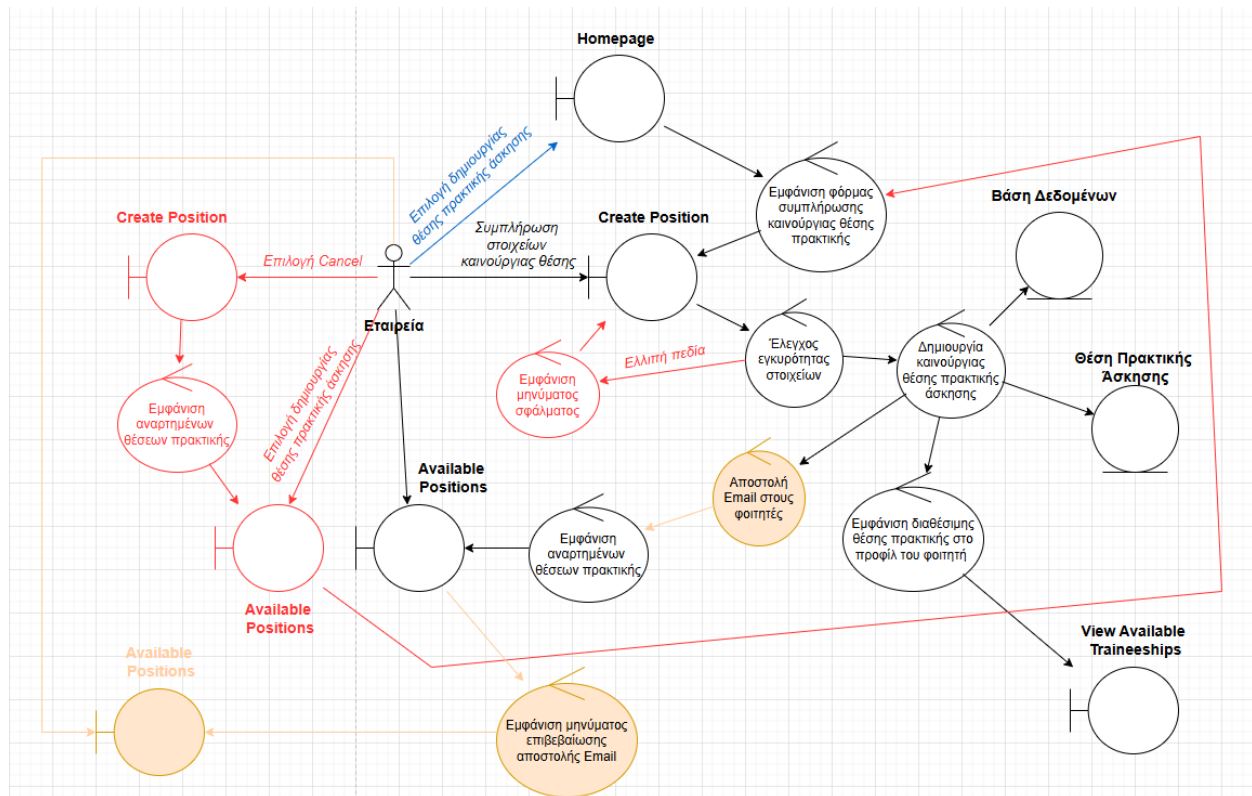 Homepage
Επιλογή δημιουργίας
θέσης πρακτικής άσκησης
Εμφάνιση φόρμας
συμπλήρωσης
καινούργιας θέσης
πρακτικής
Βάση Δεδομένων
Create Position
Συμπλήρωση
στοιχείων
καινούργιας θέσης
Create Position
Επιλογή Cancel
Εταιρεία
Έλεγχος
εγκυρότητας
στοιχείων
Ελλιπή πεδία
Εμφάνιση
μηνύματος
σφάλματος
Δημιουργία
καινούργιας
θέσης πρακτικής
άσκησης
Θέση Πρακτικής
Άσκησης
Εμφάνιση
αναρτημένων
θέσεων πρακτικής
Επιλογή δημιουργίας
θέσης πρακτικής άσκησης
Available
Positions
Αποστολή
Email στους
φοιτητές
Εμφάνιση
αναρτημένων
θέσεων πρακτικής
Εμφάνιση διαθέσιμης
θέσης πρακτικής στο
προφίλ του φοιτητή
Available
Positions
View Available
Traineeships
Available
Positions
Εμφάνιση μηνύματος
επιβεβαίωσης
αποστολής Email